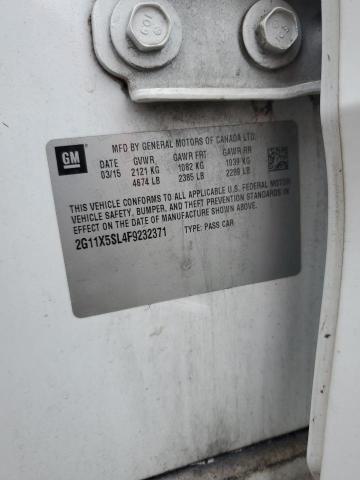 109
GM
MFD BY GENERAL MOTORS OF CANADA LTD.
DATE GVWR GAWR FRT GAWR RR
03/15 2121 KG 1082 KG 1039 KG
4674 LB 2385 LB 2289 LB
THIS VEHICLE CONFORMS TO ALL APPLICABLE U.S. FEDERAL MOTOR
VEHICLE SAFETY, BUMPER, AND THEFT PREVENTION STANDARDS IN
EFFECT ON THE DATE OF MANUFACTURE SHOWN ABOVE.
2G11X5SL4F9232371 TYPE: PASS CAR